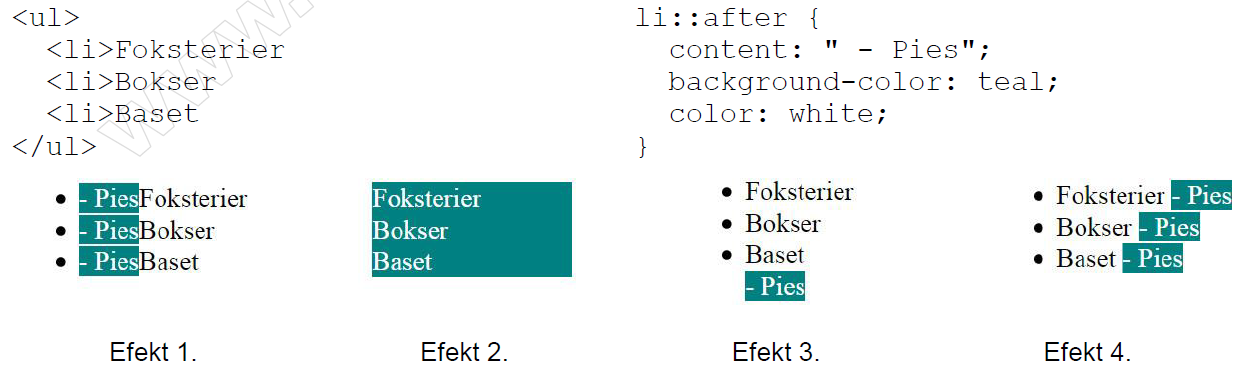 <ul>
  <li>Foksterier
  <li>Bokser
  <li>Baset
</ul>
li::after {
  content: " - Pies";
  background-color: teal;
  color: white;
}
• - PiesFoksterier
• - PiesBokser
• - PiesBaset
Efekt 1.
Foksterier
Bokser
Baset
Efekt 2.
• Foksterier
• Bokser
• Baset
- Pies
Efekt 3.
• Foksterier - Pies
• Bokser - Pies
• Baset - Pies
Efekt 4.
www.